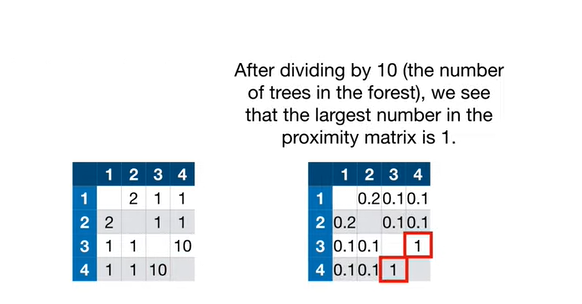 After dividing by 10 (the number
of trees in the forest), we see
that the largest number in the
proximity matrix is 1.
1 2 3 4
1 2 1 1
2 2 1 1
3 1 1 10
4 1 1 10
1 2 3 4
1 0.2 0.1 0.1
2 0.2 0.1 0.1
3 0.1 0.1 1
4 0.1 0.1 1